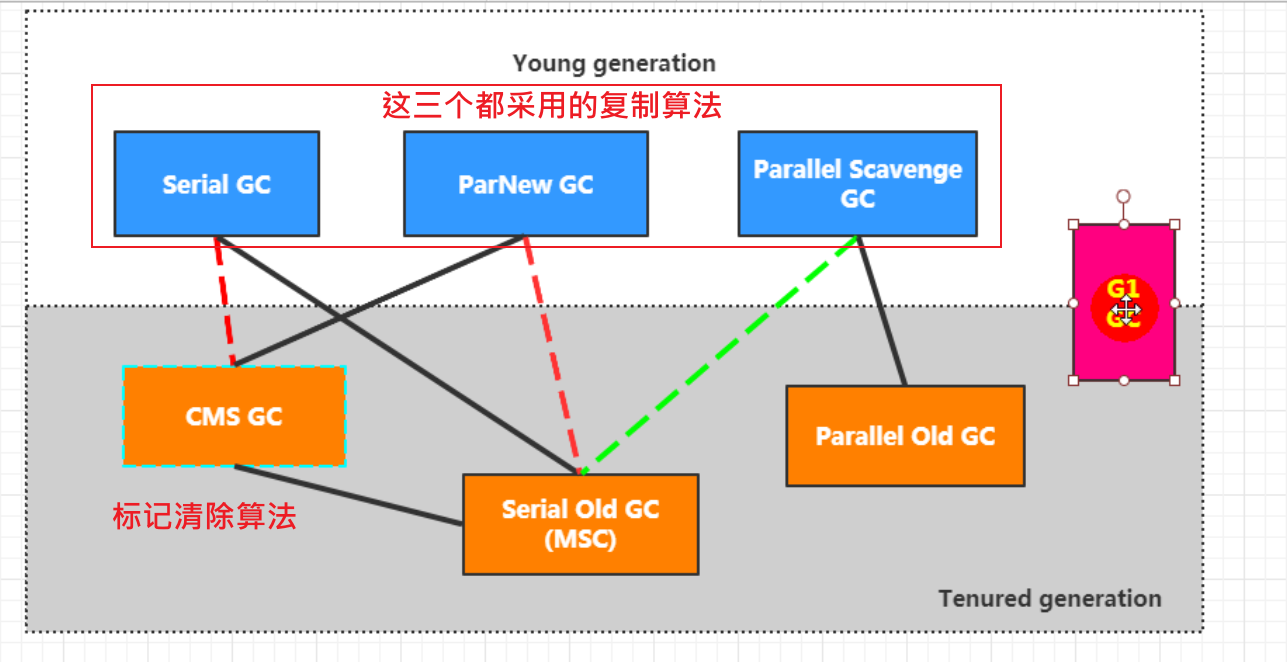 Young generation
这三个都采用的复制算法
Serial GC
ParNew GC
Parallel Scavenge
GC
G1
GC
CMS GC
Parallel Old GC
标记清除算法
Serial Old GC
(MSC)
Tenured generation